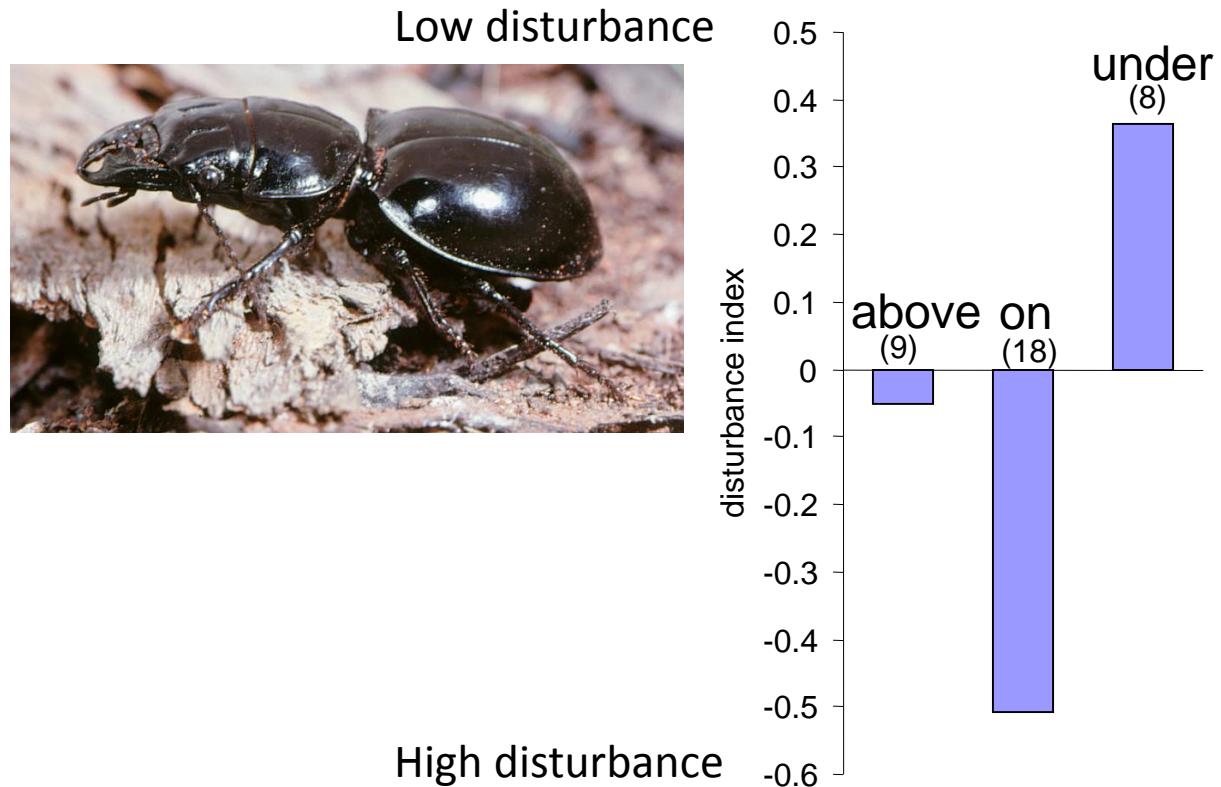 Low disturbance
High disturbance
disturbance index
0.5
0.4
0.3
0.2
0.1
0
-0.1
-0.2
-0.3
-0.4
-0.5
-0.6
above
(9)
on
(18)
under
(8)